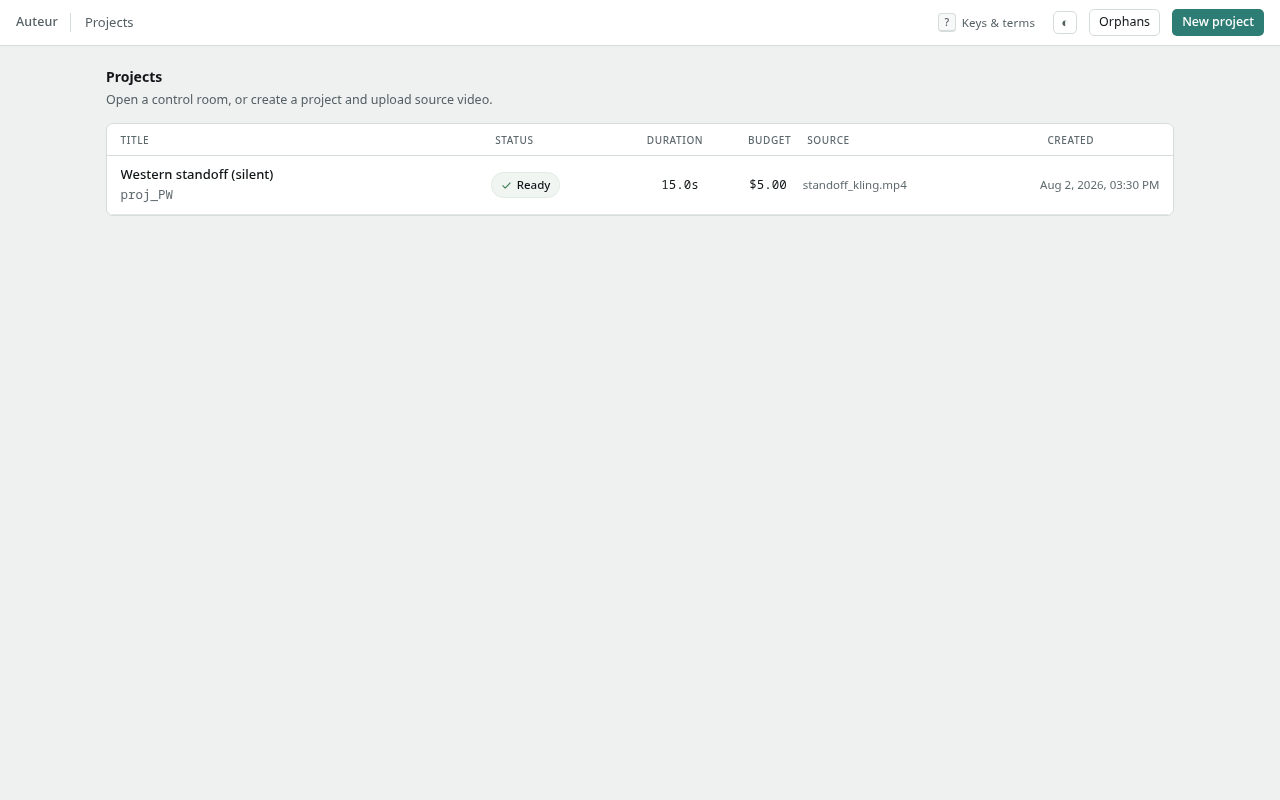 Auteur Projects ? Keys & terms Orphans New project
Projects
Open a control room, or create a project and upload source video.
TITLE STATUS DURATION BUDGET SOURCE CREATED
Western standoff (silent) Ready 15.0s $5.00 standoff_kling.mp4 Aug 2, 2026, 03:30 PM
proj_PW